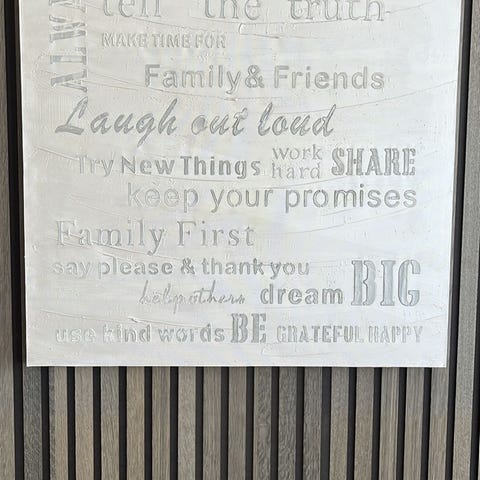 tell the truth
MAKE TIME FOR
Family & Friends
Laugh out loud
Try New Things work hard SHARE
keep your promises
Family First
say please & thank you
help others dream BIG
use kind words BE GRATEFUL HAPPY